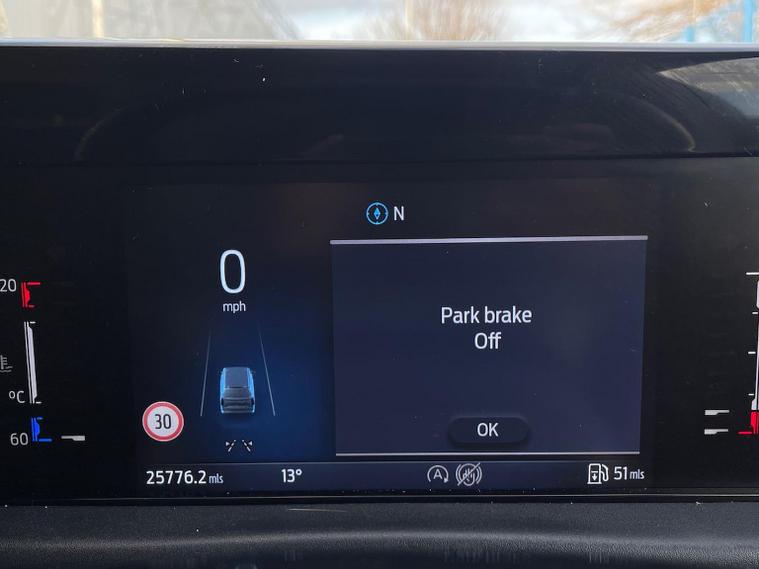 N
0
mph
Park brake
Off
OK
30
20
°C
60
25776.2 mls
13°
A
51 mls